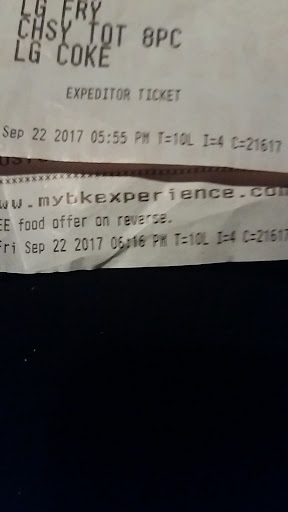 LG FRY
CHSY TOT 8PC
LG COKE
EXPEDITOR TICKET
Sep 22 2017 05:55 PM T=10L I=4 C=21617
ww.mybkexperience.com
EE food offer on reverse.
Fri Sep 22 2017 06:16 PM T=10L I=4 C=21617